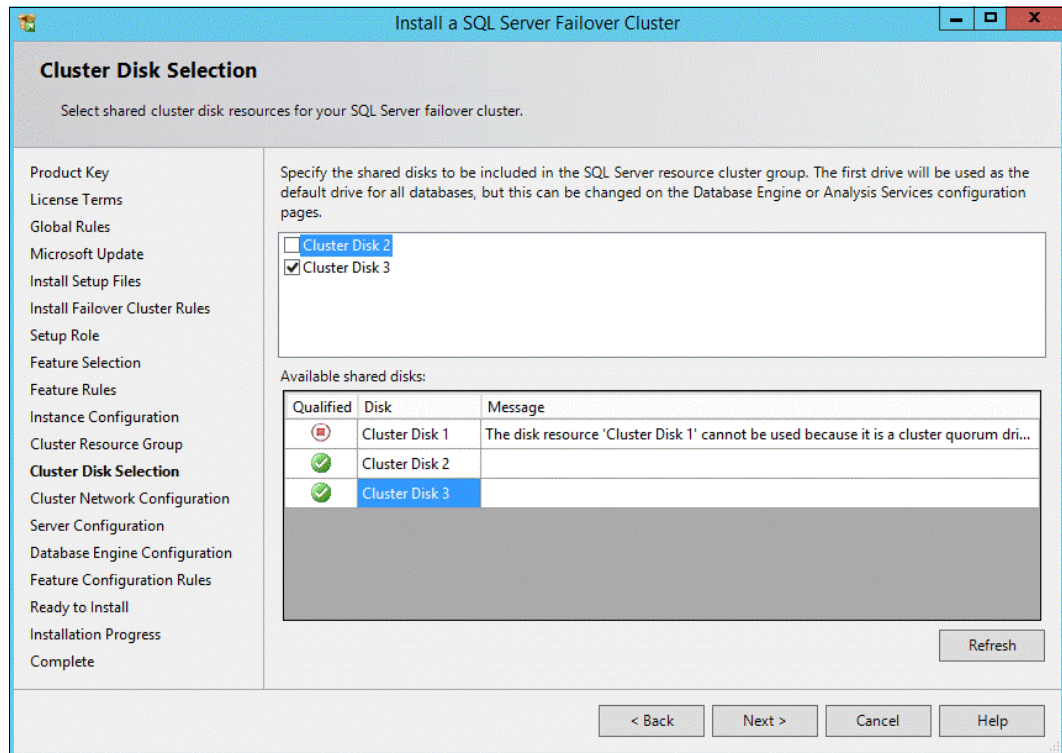 Install a SQL Server Failover Cluster
Cluster Disk Selection
Select shared cluster disk resources for your SQL Server failover cluster.
Product Key
License Terms
Global Rules
Microsoft Update
Install Setup Files
Install Failover Cluster Rules
Setup Role
Feature Selection
Feature Rules
Instance Configuration
Cluster Resource Group
Cluster Disk Selection
Cluster Network Configuration
Server Configuration
Database Engine Configuration
Feature Configuration Rules
Ready to Install
Installation Progress
Complete
Specify the shared disks to be included in the SQL Server resource cluster group. The first drive will be used as the
default drive for all databases, but this can be changed on the Database Engine or Analysis Services configuration
pages.
Cluster Disk 2
Cluster Disk 3
Available shared disks:
Qualified Disk Message
Cluster Disk 1 The disk resource 'Cluster Disk 1' cannot be used because it is a cluster quorum dri...
Cluster Disk 2
Cluster Disk 3
Refresh
< Back Next > Cancel Help